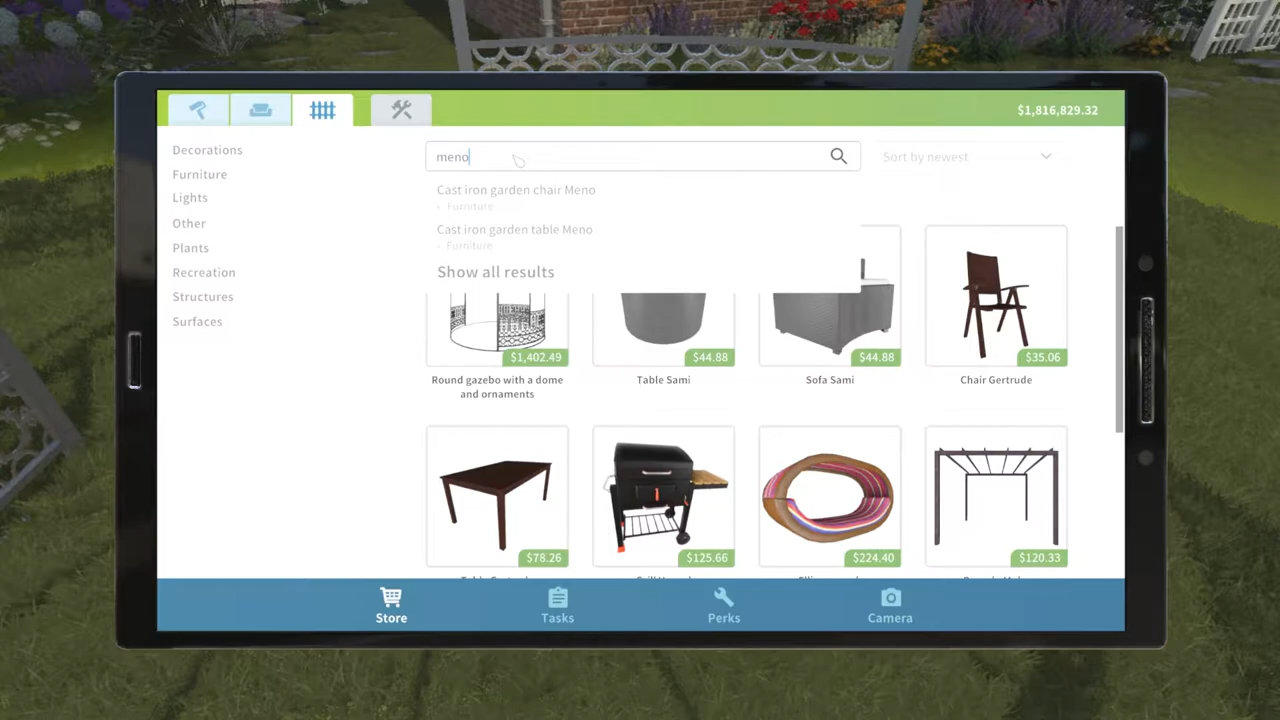 $1,816,829.32
Decorations
Furniture
Lights
Other
Plants
Recreation
Structures
Surfaces
meno
Sort by newest
Cast iron garden chair Meno
• Furniture
Cast iron garden table Meno
• Furniture
Show all results
$1,402.49
$44.88
$44.88
$35.06
Round gazebo with a dome
and ornaments
Table Sami
Sofa Sami
Chair Gertrude
$78.26
$125.66
$224.40
$120.33
Store
Tasks
Perks
Camera